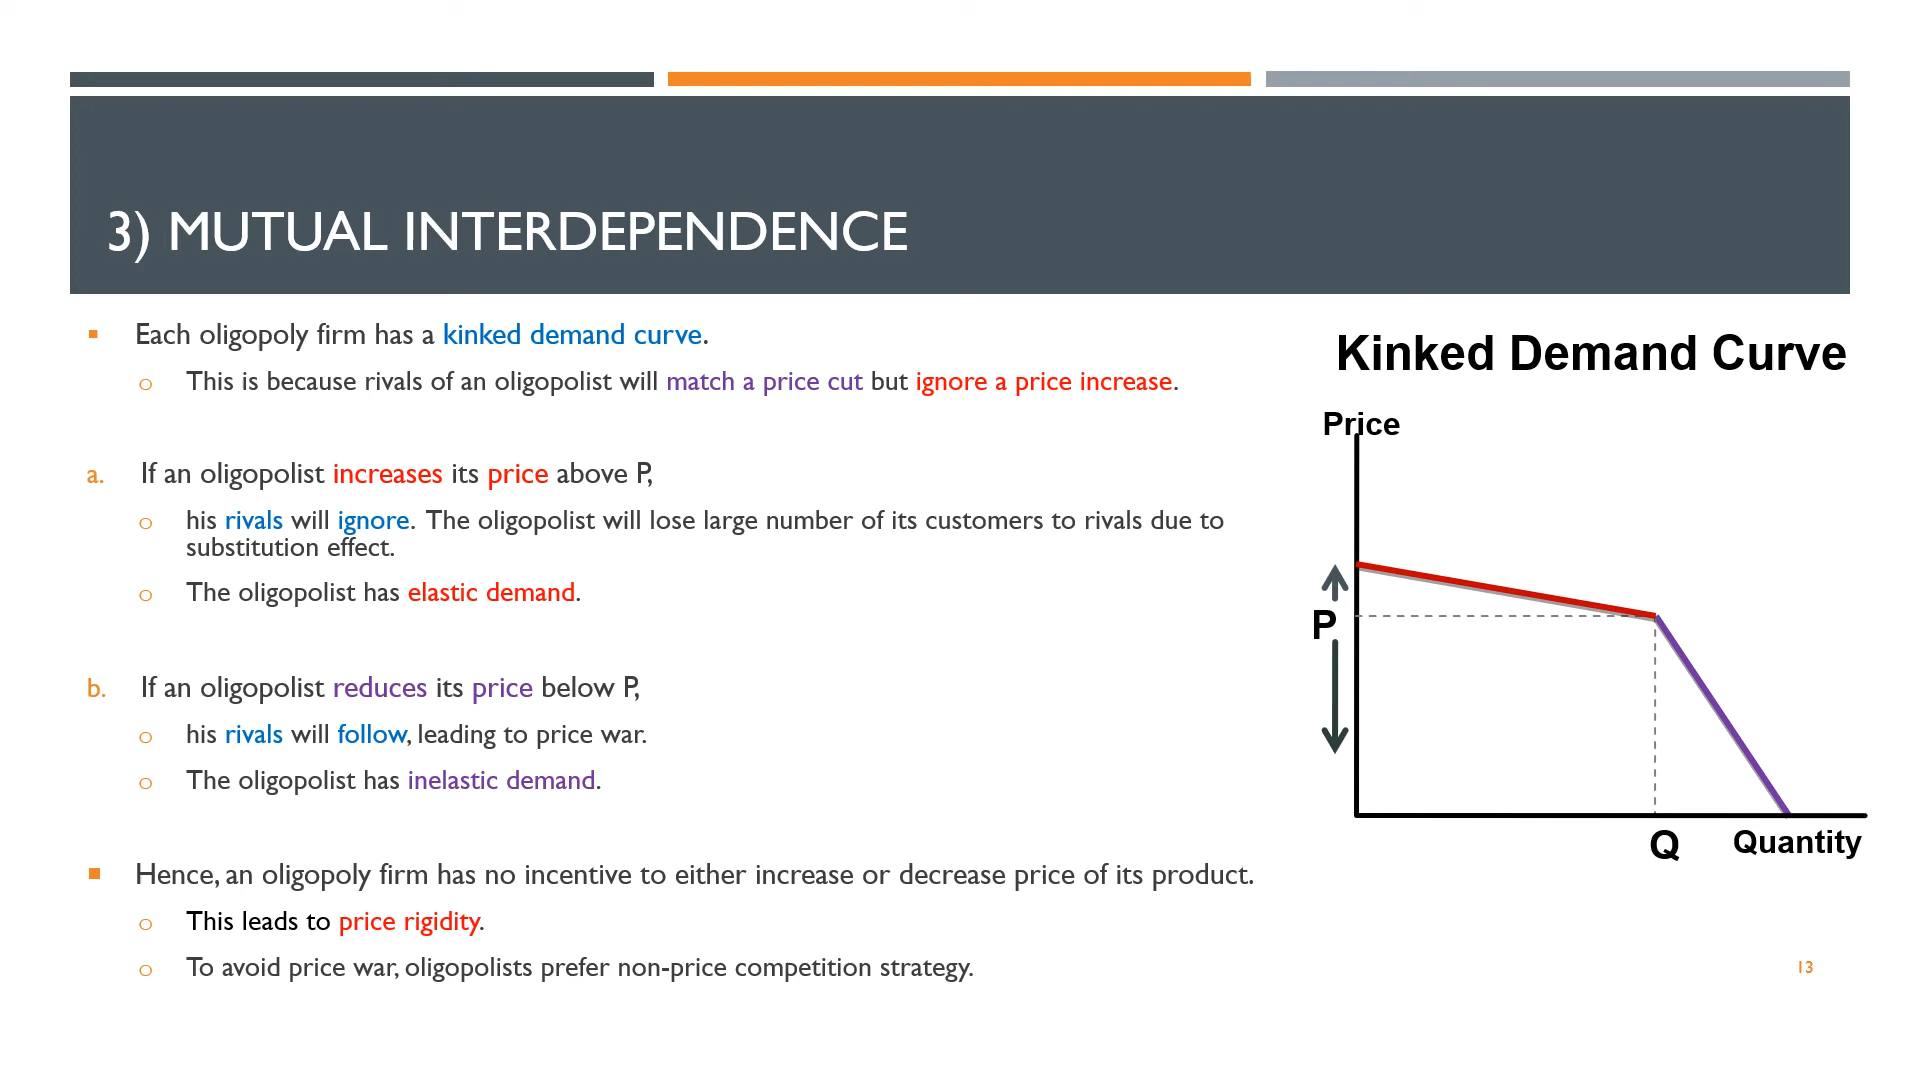 3) MUTUAL INTERDEPENDENCE
Each oligopoly firm has a kinked demand curve.
o This is because rivals of an oligopolist will match a price cut but ignore a price increase.
a. If an oligopolist increases its price above P,
o his rivals will ignore. The oligopolist will lose large number of its customers to rivals due to
substitution effect.
o The oligopolist has elastic demand.
b. If an oligopolist reduces its price below P,
o his rivals will follow, leading to price war.
o The oligopolist has inelastic demand.
Hence, an oligopoly firm has no incentive to either increase or decrease price of its product.
o This leads to price rigidity.
o To avoid price war, oligopolists prefer non-price competition strategy.
Kinked Demand Curve
Price
P
Q
Quantity
13